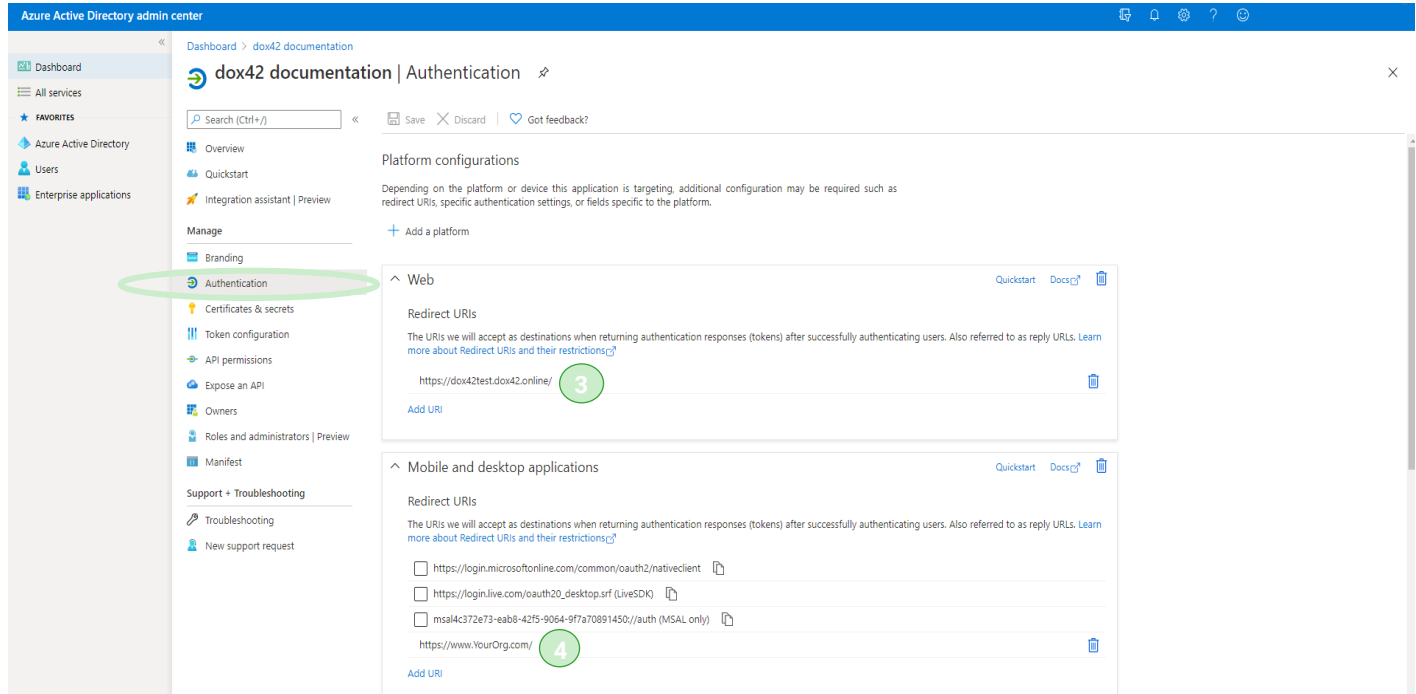 Azure Active Directory admin center
Dashboard > dox42 documentation
dox42 documentation | Authentication
Dashboard
All services
FAVORITES
Azure Active Directory
Users
Enterprise applications
Search (Ctrl+/)
Overview
Quickstart
Integration assistant | Preview
Manage
Branding
Authentication
Certificates & secrets
Token configuration
API permissions
Expose an API
Owners
Roles and administrators | Preview
Manifest
Support + Troubleshooting
Troubleshooting
New support request
Save Discard Got feedback?
Platform configurations
Depending on the platform or device this application is targeting, additional configuration may be required such as
redirect URIs, specific authentication settings, or fields specific to the platform.
Add a platform
Web Quickstart Docs
Redirect URIs
The URIs we will accept as destinations when returning authentication responses (tokens) after successfully authenticating users. Also referred to as reply URLs. Learn
more about Redirect URIs and their restrictions
https://dox42test.dox42.online/ 3
Add URI
Mobile and desktop applications Quickstart Docs
Redirect URIs
The URIs we will accept as destinations when returning authentication responses (tokens) after successfully authenticating users. Also referred to as reply URLs. Learn
more about Redirect URIs and their restrictions
https://login.microsoftonline.com/common/oauth2/nativeclient
https://login.live.com/oauth20_desktop.srf (LiveSDK)
msal4c372e73-eab8-42f5-9064-9f7a70891450://auth (MSAL only)
https://www.YourOrg.com/ 4
Add URI